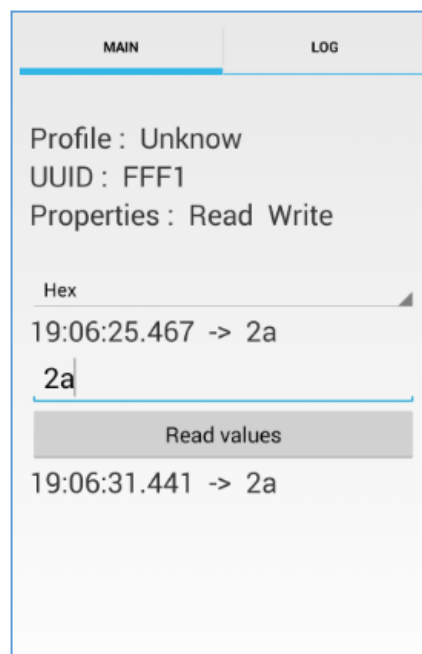 MAIN LOG
Profile : Unknow
UUID : FFF1
Properties : Read Write
Hex
19:06:25.467 -> 2a
2a
Read values
19:06:31.441 -> 2a